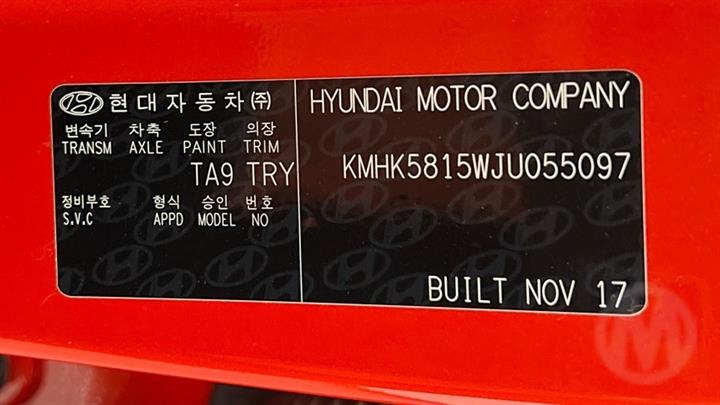 현대자동차㈜
변속기 차축 도장 의장
TRANSM AXLE PAINT TRIM
TA9 TRY
정비부호 형식 승인 번호
S.V.C APPD MODEL NO
HYUNDAI MOTOR COMPANY
KMHK5815WJU055097
BUILT NOV 17
M